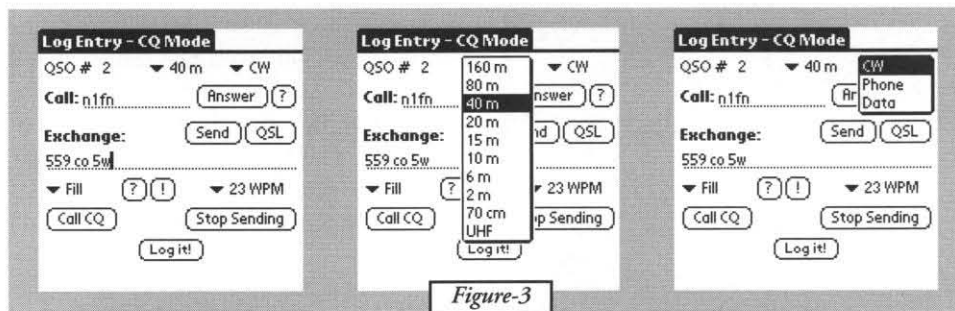 Log Entry – CQ Mode
QSO # 2 40 m CW
Call: n1fn Answer ?
Exchange: Send QSL
559 co 5w
Fill ? ! 23 WPM
Call CQ Stop Sending
Log it!
Log Entry – CQ Mode
QSO # 2 160 m CW
80 m
Call: n1fn 40 m nswer ?
20 m
Exchange: 15 m nd QSL
559 co 5w 10 m
Fill ? 6 m 23 WPM
2 m
Call CQ 70 cm op Sending
UHF
Log it!
Log Entry – CQ Mode
QSO # 2 40 m CW
Phone
Call: n1fn Data ?
Exchange: Send QSL
559 co 5w
Fill ? ! 23 WPM
Call CQ Stop Sending
Log it!
Figure-3